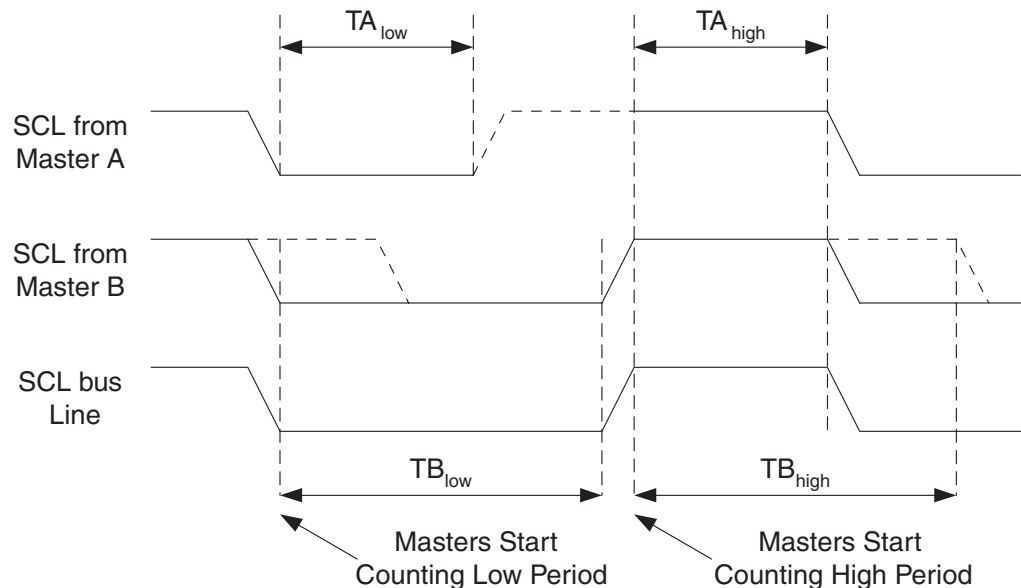 TA low
TA high
SCL from
Master A
SCL from
Master B
SCL bus
Line
TB low
TB high
Masters Start
Counting Low Period
Masters Start
Counting High Period